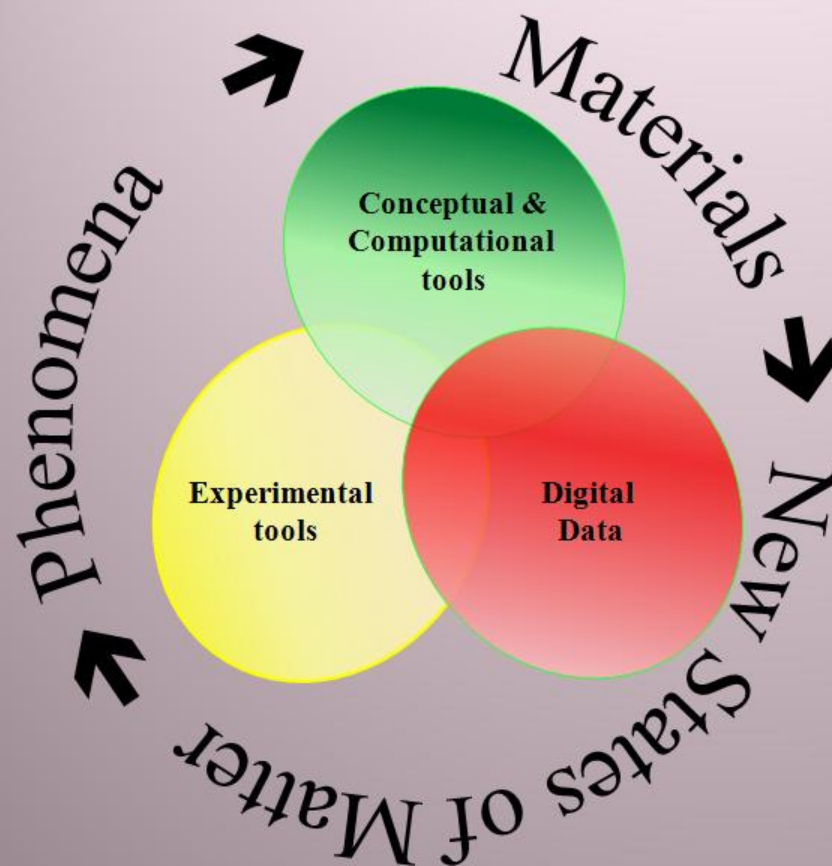 Phenomena
Materials
New States of Matter
Conceptual &
Computational
tools
Experimental
tools
Digital
Data